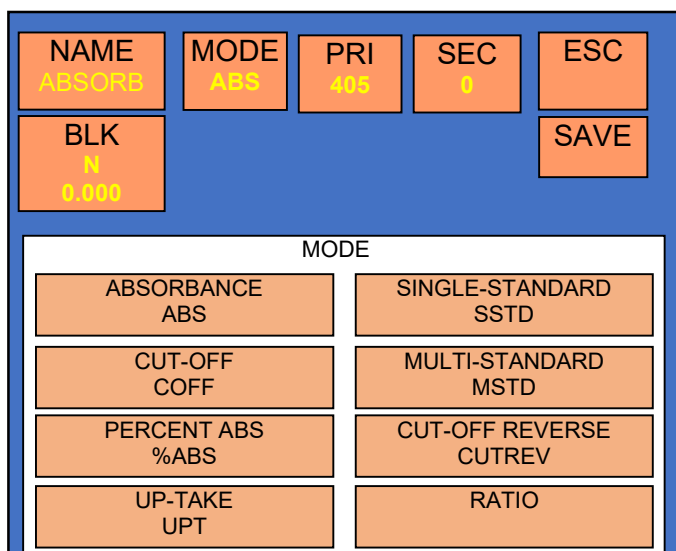 NAME
ABSORB
MODE
ABS
PRI
405
SEC
0
ESC
BLK
N
0.000
SAVE
MODE
ABSORBANCE
ABS
SINGLE-STANDARD
SSTD
CUT-OFF
COFF
MULTI-STANDARD
MSTD
PERCENT ABS
%ABS
CUT-OFF REVERSE
CUTREV
UP-TAKE
UPT
RATIO